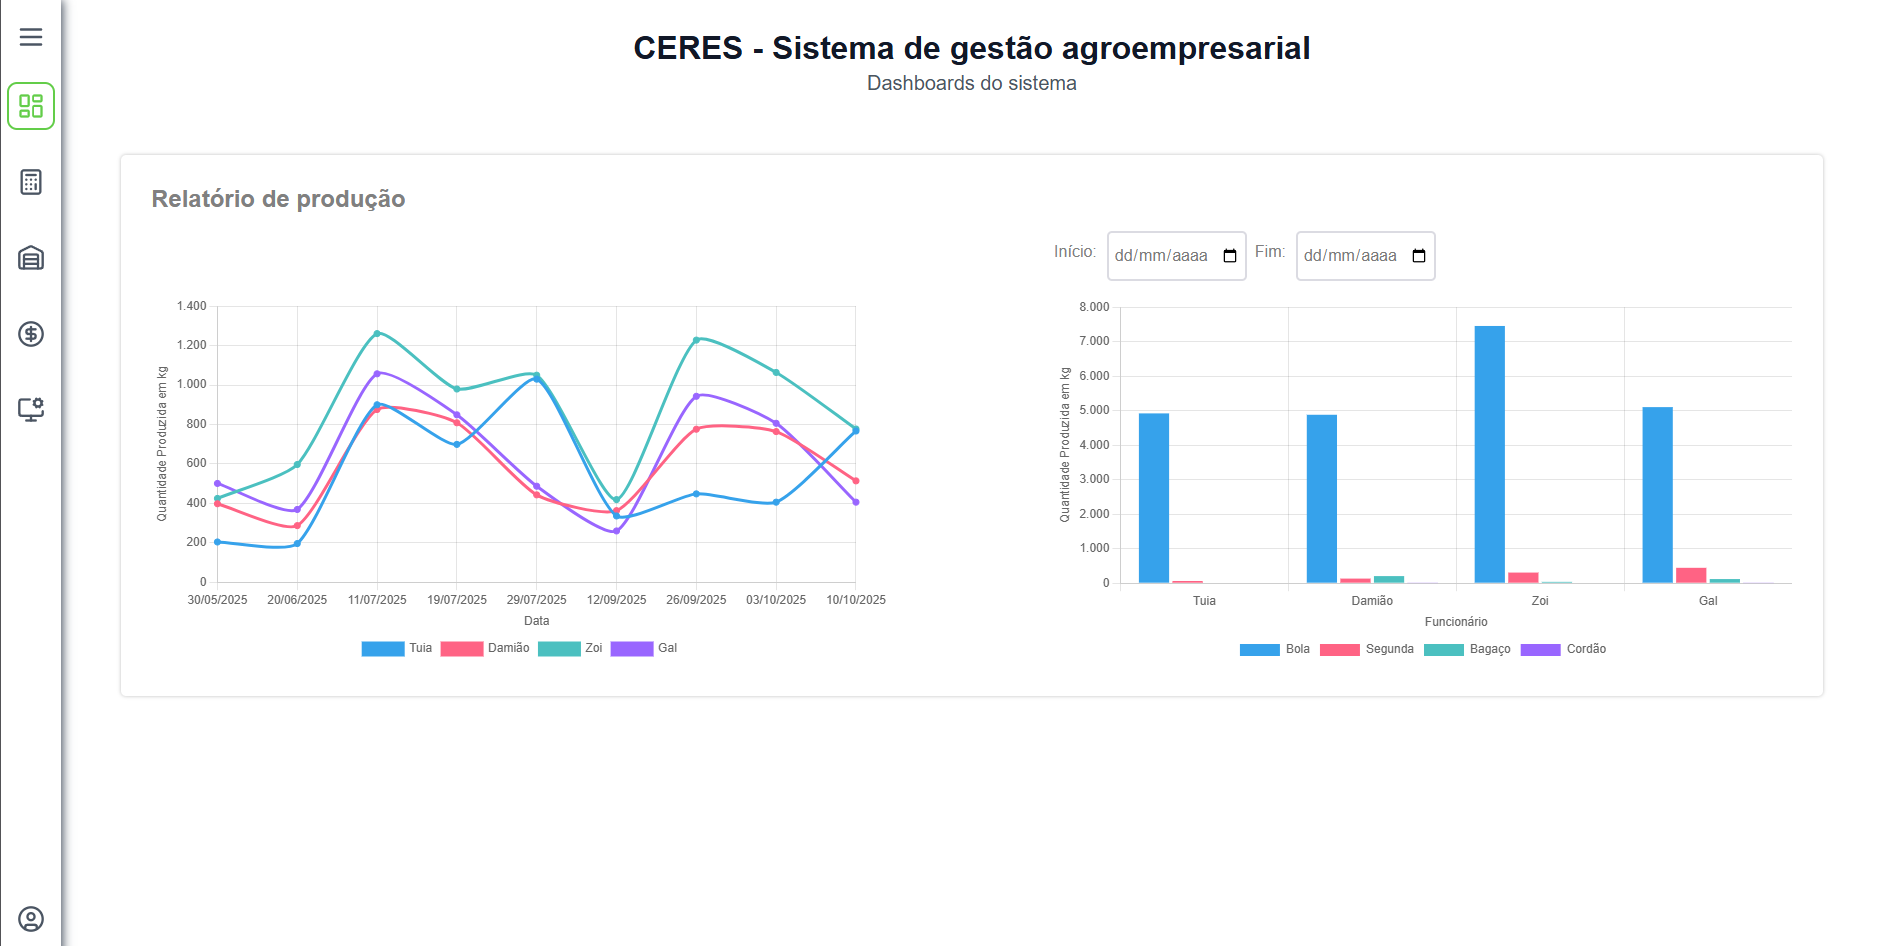 CERES - Sistema de gestão agroempresarial
Dashboards do sistema
Relatório de produção
Início: dd/mm/aaaa Fim: dd/mm/aaaa
Quantidade Produzida em kg
1.400
1.200
1.000
800
600
400
200
0
30/05/2025 20/06/2025 11/07/2025 19/07/2025 29/07/2025 12/09/2025 26/09/2025 03/10/2025 10/10/2025
Data
Tuia Damião Zoi Gal
Quantidade Produzida em kg
8.000
7.000
6.000
5.000
4.000
3.000
2.000
1.000
0
Tuia Damião Zoi Gal
Funcionário
Bola Segunda Bagaço Cordão